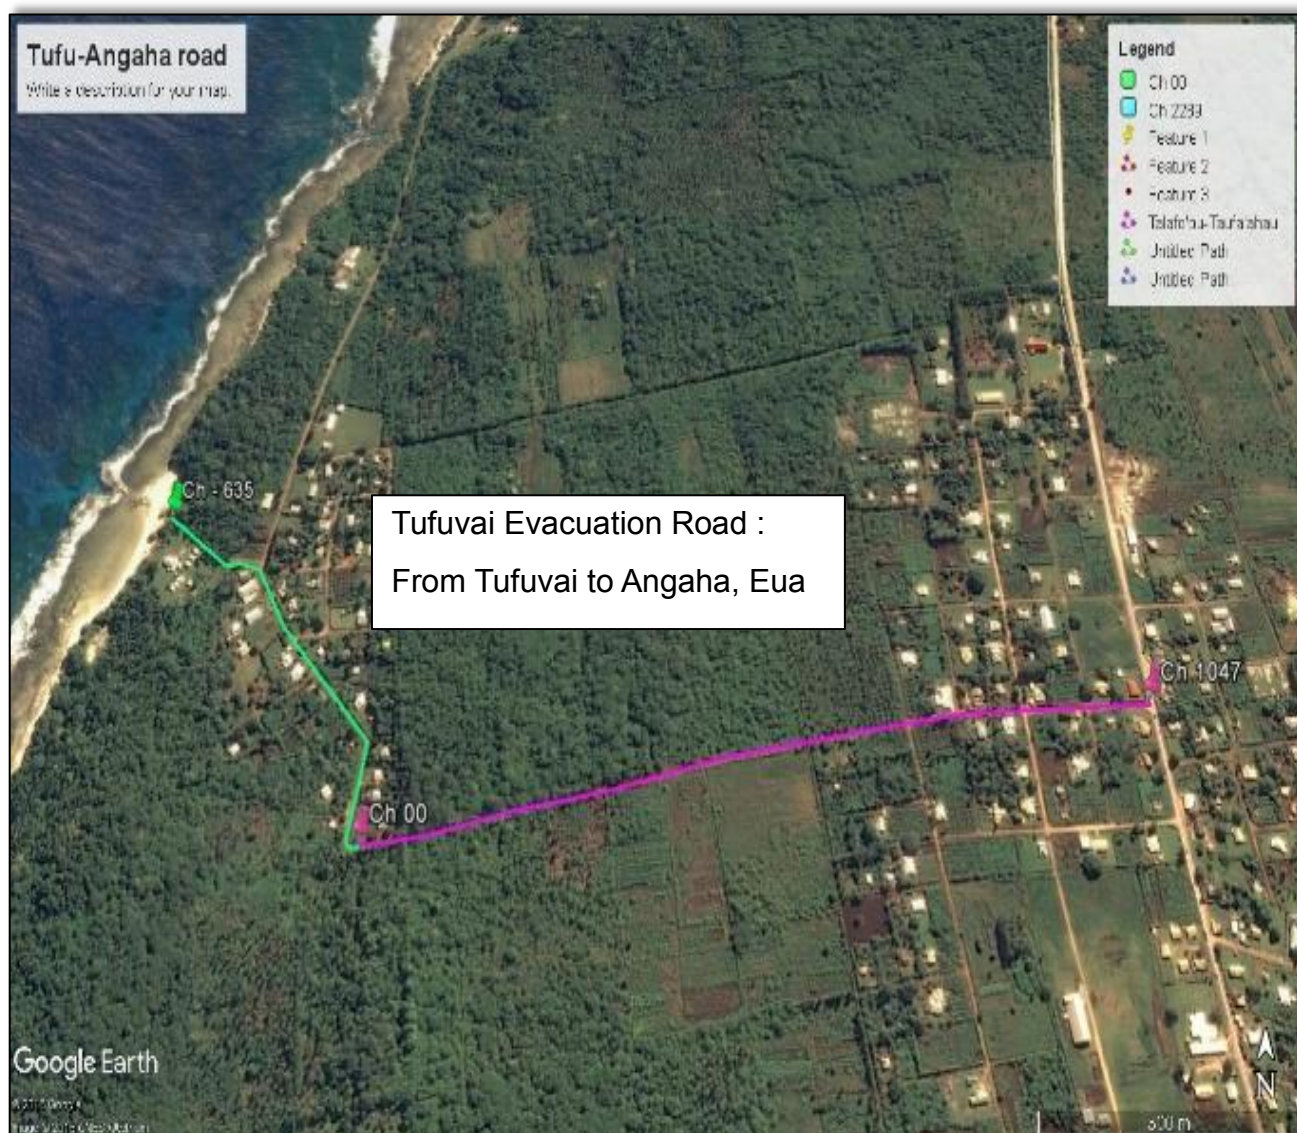 Tufu-Angaha road
Write a description for your map.
Legend
Ch 00
Ch 2289
Feature 1
Feature 2
Feature 3
Untitled Path
Untitled Path
Ch - 635
Tufuvai Evacuation Road :
From Tufuvai to Angaha, Eua
Ch 1047
Ch 00
Google Earth
N
300 m